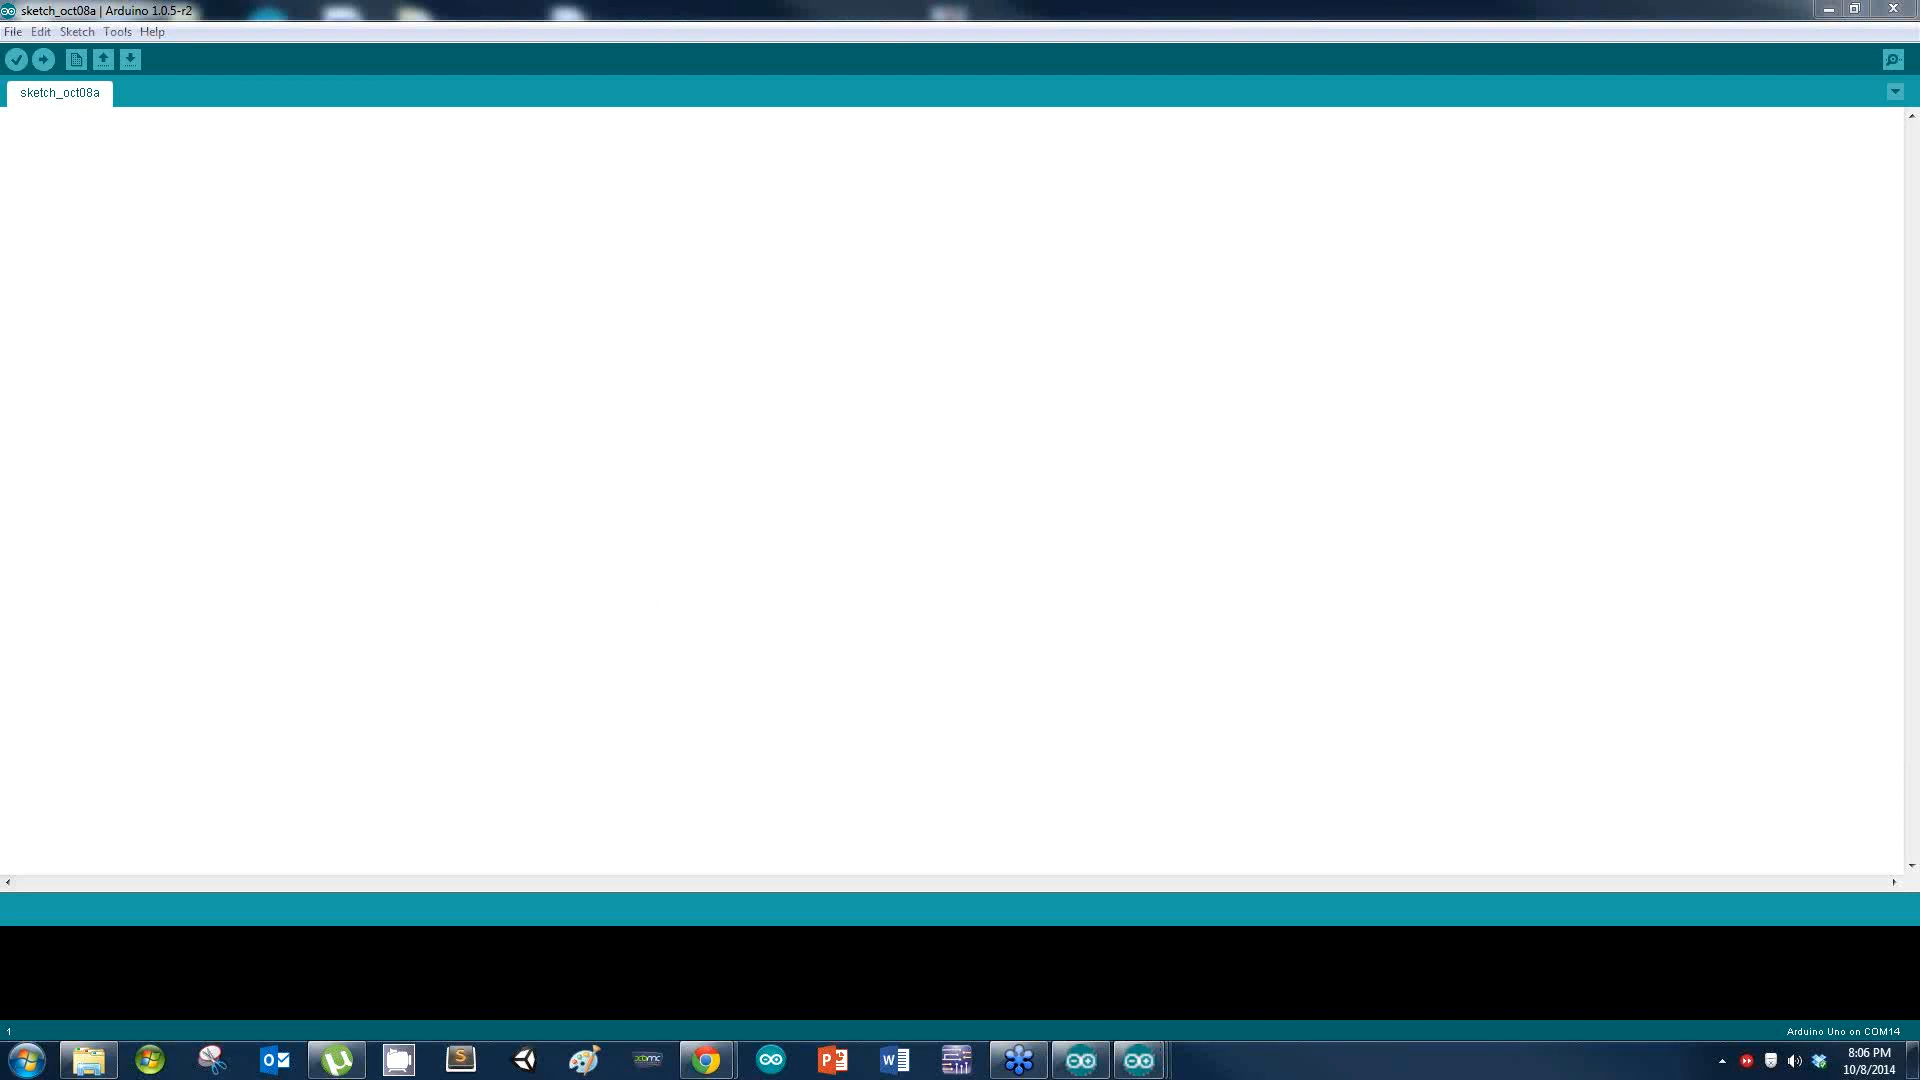 sketch_oct08a | Arduino 1.0.5-r2
File Edit Sketch Tools Help
sketch_oct08a
1
Arduino Uno on COM14
xbmc
8:06 PM
10/8/2014